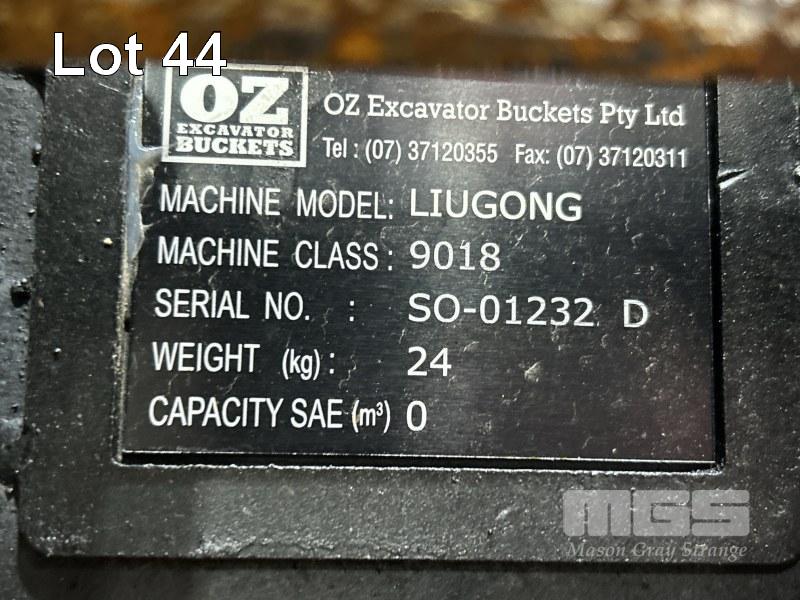 Lot 44
OZ
EXCAVATOR
BUCKETS
OZ Excavator Buckets Pty Ltd
Tel : (07) 37120355 Fax: (07) 37120311
MACHINE MODEL: LIUGONG
MACHINE CLASS : 9018
SERIAL NO. : SO-01232 D
WEIGHT (kg) : 24
CAPACITY SAE (m³) 0
MGS
Mason Gray Strange